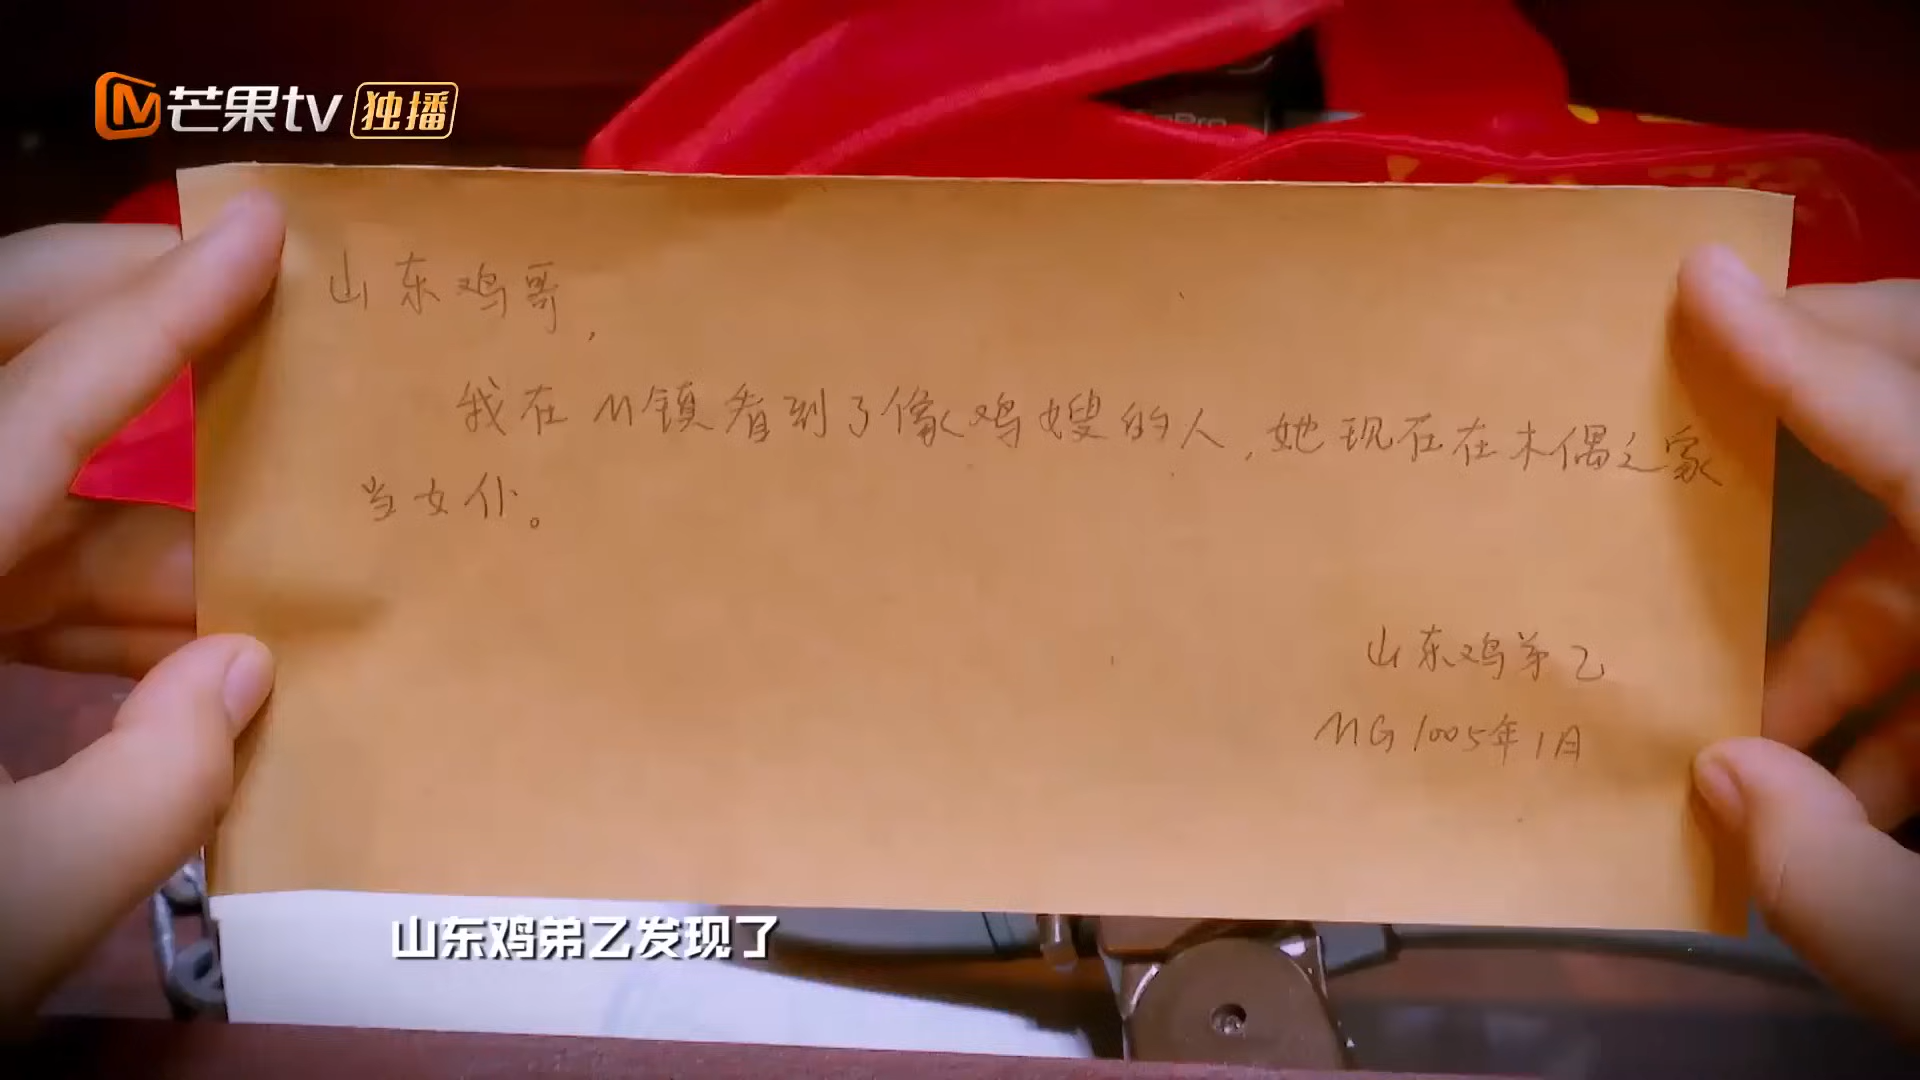 芒果tv 独播
山东鸡哥，
我在M镇看到了像鸡嫂的人，她现在在木偶之家
当女仆。
山东鸡弟乙
MG1005年1月
山东鸡弟乙发现了